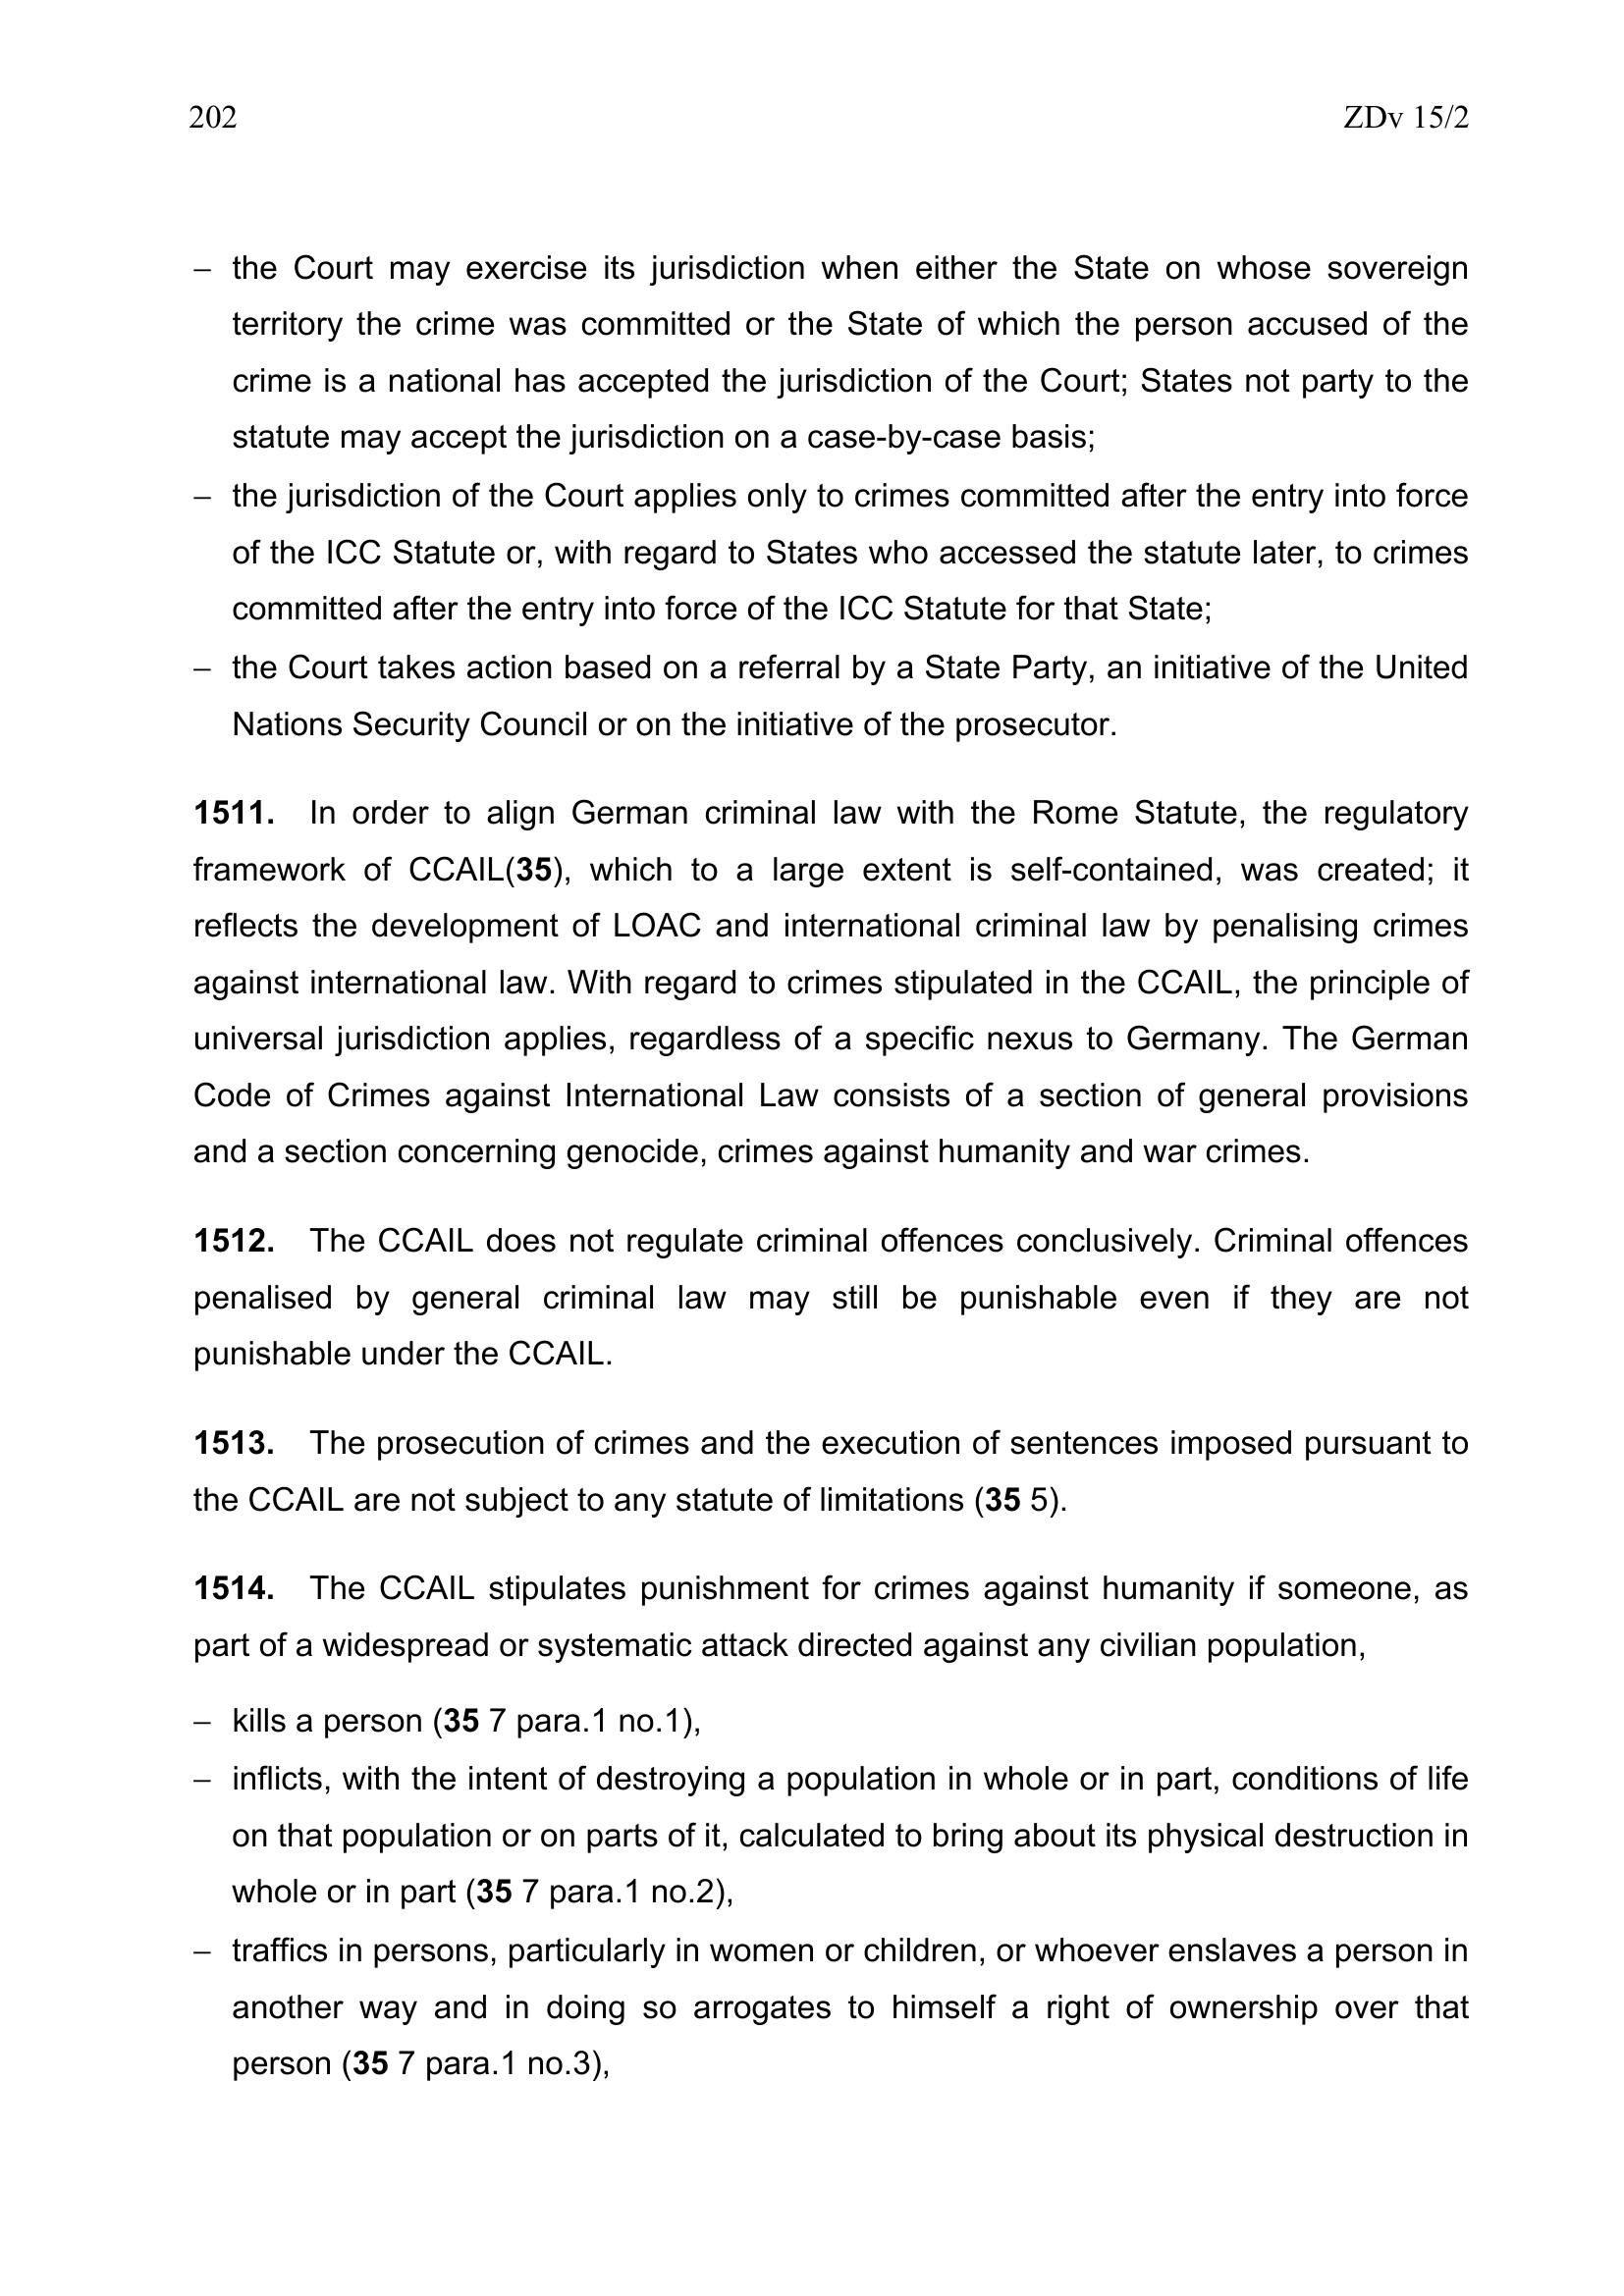 202 ZDv 15/2
– the Court may exercise its jurisdiction when either the State on whose sovereign
territory the crime was committed or the State of which the person accused of the
crime is a national has accepted the jurisdiction of the Court; States not party to the
statute may accept the jurisdiction on a case-by-case basis;
– the jurisdiction of the Court applies only to crimes committed after the entry into force
of the ICC Statute or, with regard to States who accessed the statute later, to crimes
committed after the entry into force of the ICC Statute for that State;
– the Court takes action based on a referral by a State Party, an initiative of the United
Nations Security Council or on the initiative of the prosecutor.
1511. In order to align German criminal law with the Rome Statute, the regulatory
framework of CCAIL(35), which to a large extent is self-contained, was created; it
reflects the development of LOAC and international criminal law by penalising crimes
against international law. With regard to crimes stipulated in the CCAIL, the principle of
universal jurisdiction applies, regardless of a specific nexus to Germany. The German
Code of Crimes against International Law consists of a section of general provisions
and a section concerning genocide, crimes against humanity and war crimes.
1512. The CCAIL does not regulate criminal offences conclusively. Criminal offences
penalised by general criminal law may still be punishable even if they are not
punishable under the CCAIL.
1513. The prosecution of crimes and the execution of sentences imposed pursuant to
the CCAIL are not subject to any statute of limitations (35 5).
1514. The CCAIL stipulates punishment for crimes against humanity if someone, as
part of a widespread or systematic attack directed against any civilian population,
– kills a person (35 7 para.1 no.1),
– inflicts, with the intent of destroying a population in whole or in part, conditions of life
on that population or on parts of it, calculated to bring about its physical destruction in
whole or in part (35 7 para.1 no.2),
– traffics in persons, particularly in women or children, or whoever enslaves a person in
another way and in doing so arrogates to himself a right of ownership over that
person (35 7 para.1 no.3),